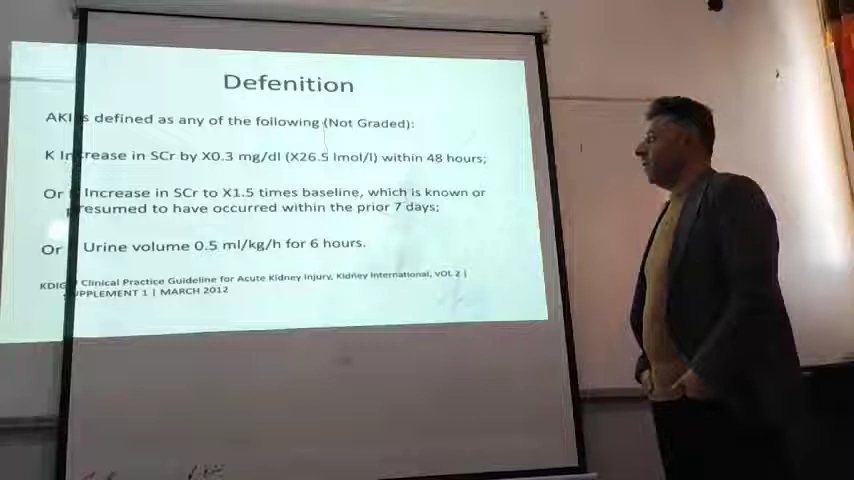 Defenition
AKI is defined as any of the following (Not Graded):
K Increase in SCr by X0.3 mg/dl (X26.5 lmol/l) within 48 hours;
Or Increase in SCr to X1.5 times baseline, which is known or
presumed to have occurred within the prior 7 days;
Or Urine volume 0.5 ml/kg/h for 6 hours.
KDIGO Clinical Practice Guideline for Acute Kidney Injury, Kidney International, VOL 2 |
SUPPLEMENT 1 | MARCH 2012